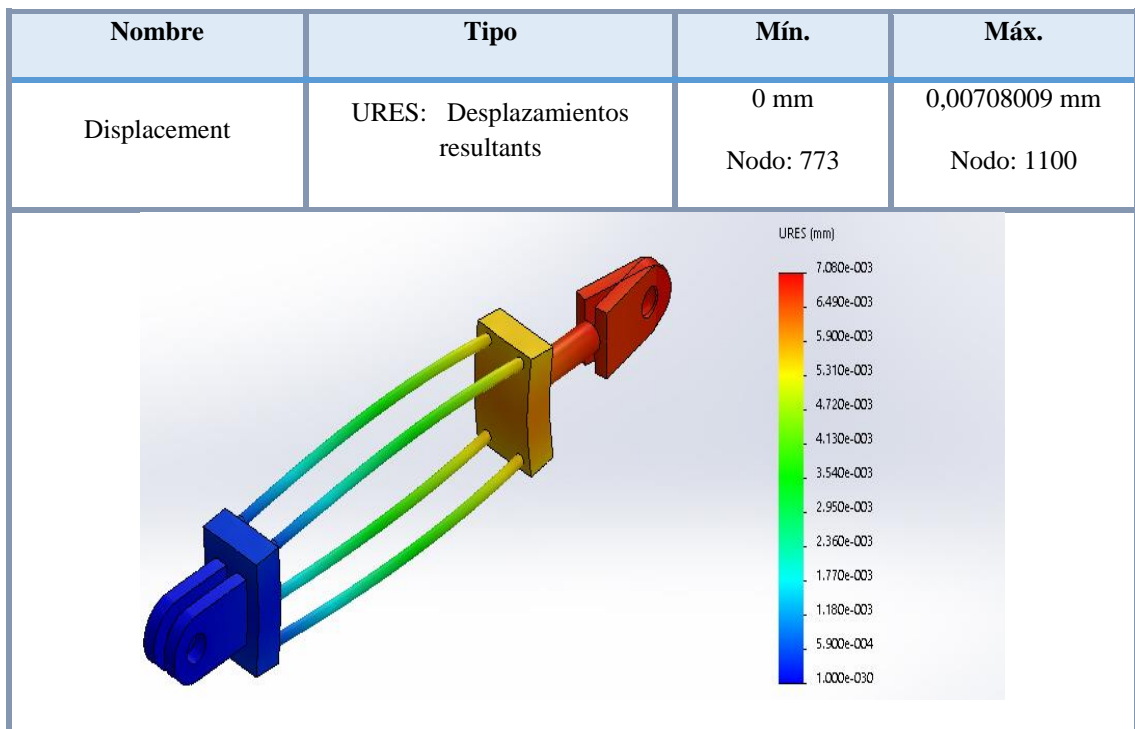 Nombre
Tipo
Mín.
Máx.
Displacement
URES: Desplazamientos
resultants
0 mm
Nodo: 773
0,00708009 mm
Nodo: 1100
URES (mm)
7.080e-003
6.490e-003
5.900e-003
5.310e-003
4.720e-003
4.130e-003
3.540e-003
2.950e-003
2.360e-003
1.770e-003
1.180e-003
5.900e-004
1.000e-030